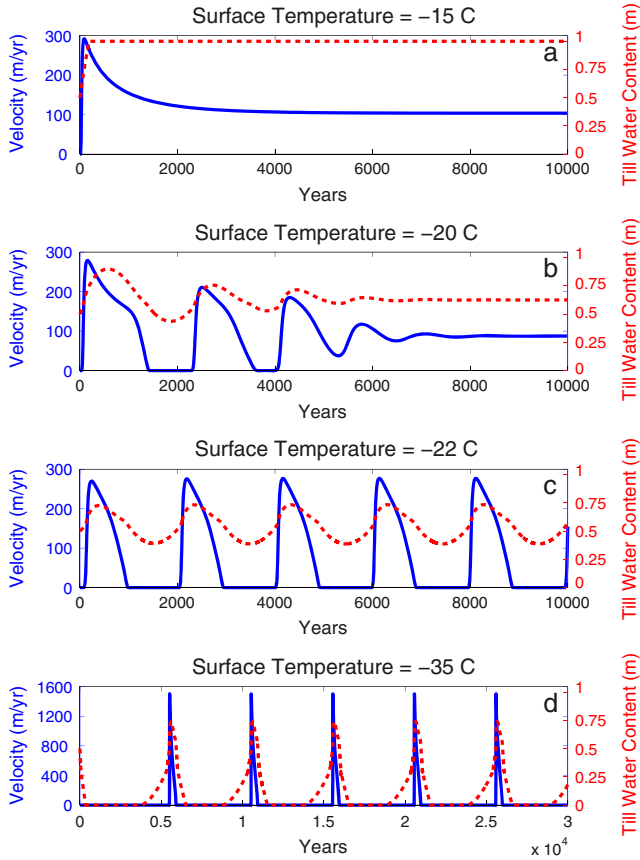 Surface Temperature = −15 C
a
Velocity (m/yr)
300
200
100
0
1
0.75
0.5
0.25
0
Till Water Content (m)
0 2000 4000 6000 8000 10000
Years
Surface Temperature = −20 C
b
Velocity (m/yr)
300
200
100
0
1
0.75
0.5
0.25
0
Till Water Content (m)
0 2000 4000 6000 8000 10000
Years
Surface Temperature = −22 C
c
Velocity (m/yr)
300
200
100
0
1
0.75
0.5
0.25
0
Till Water Content (m)
0 2000 4000 6000 8000 10000
Years
Surface Temperature = −35 C
d
Velocity (m/yr)
1600
1200
800
400
0
1
0.75
0.5
0.25
0
Till Water Content (m)
0 0.5 1 1.5 2 2.5 3
Years
x 10^4